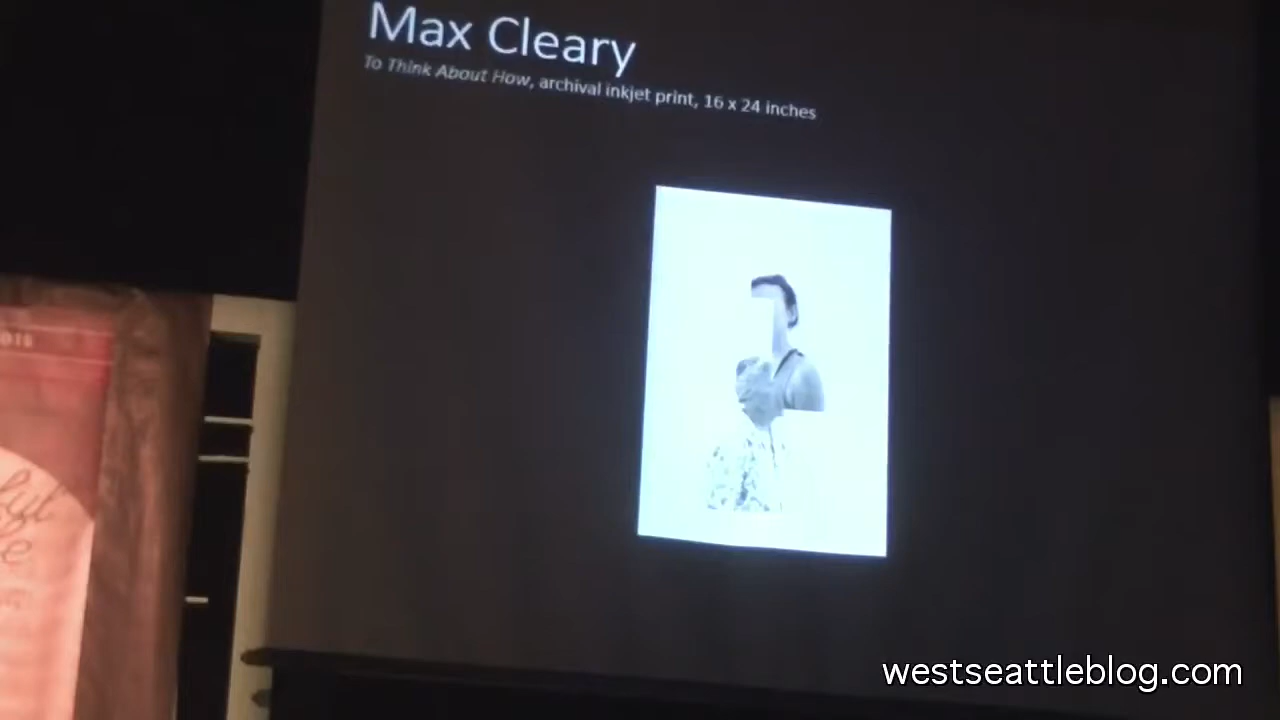 Max Cleary
To Think About How, archival inkjet print, 16 x 24 inches
westseattleblog.com